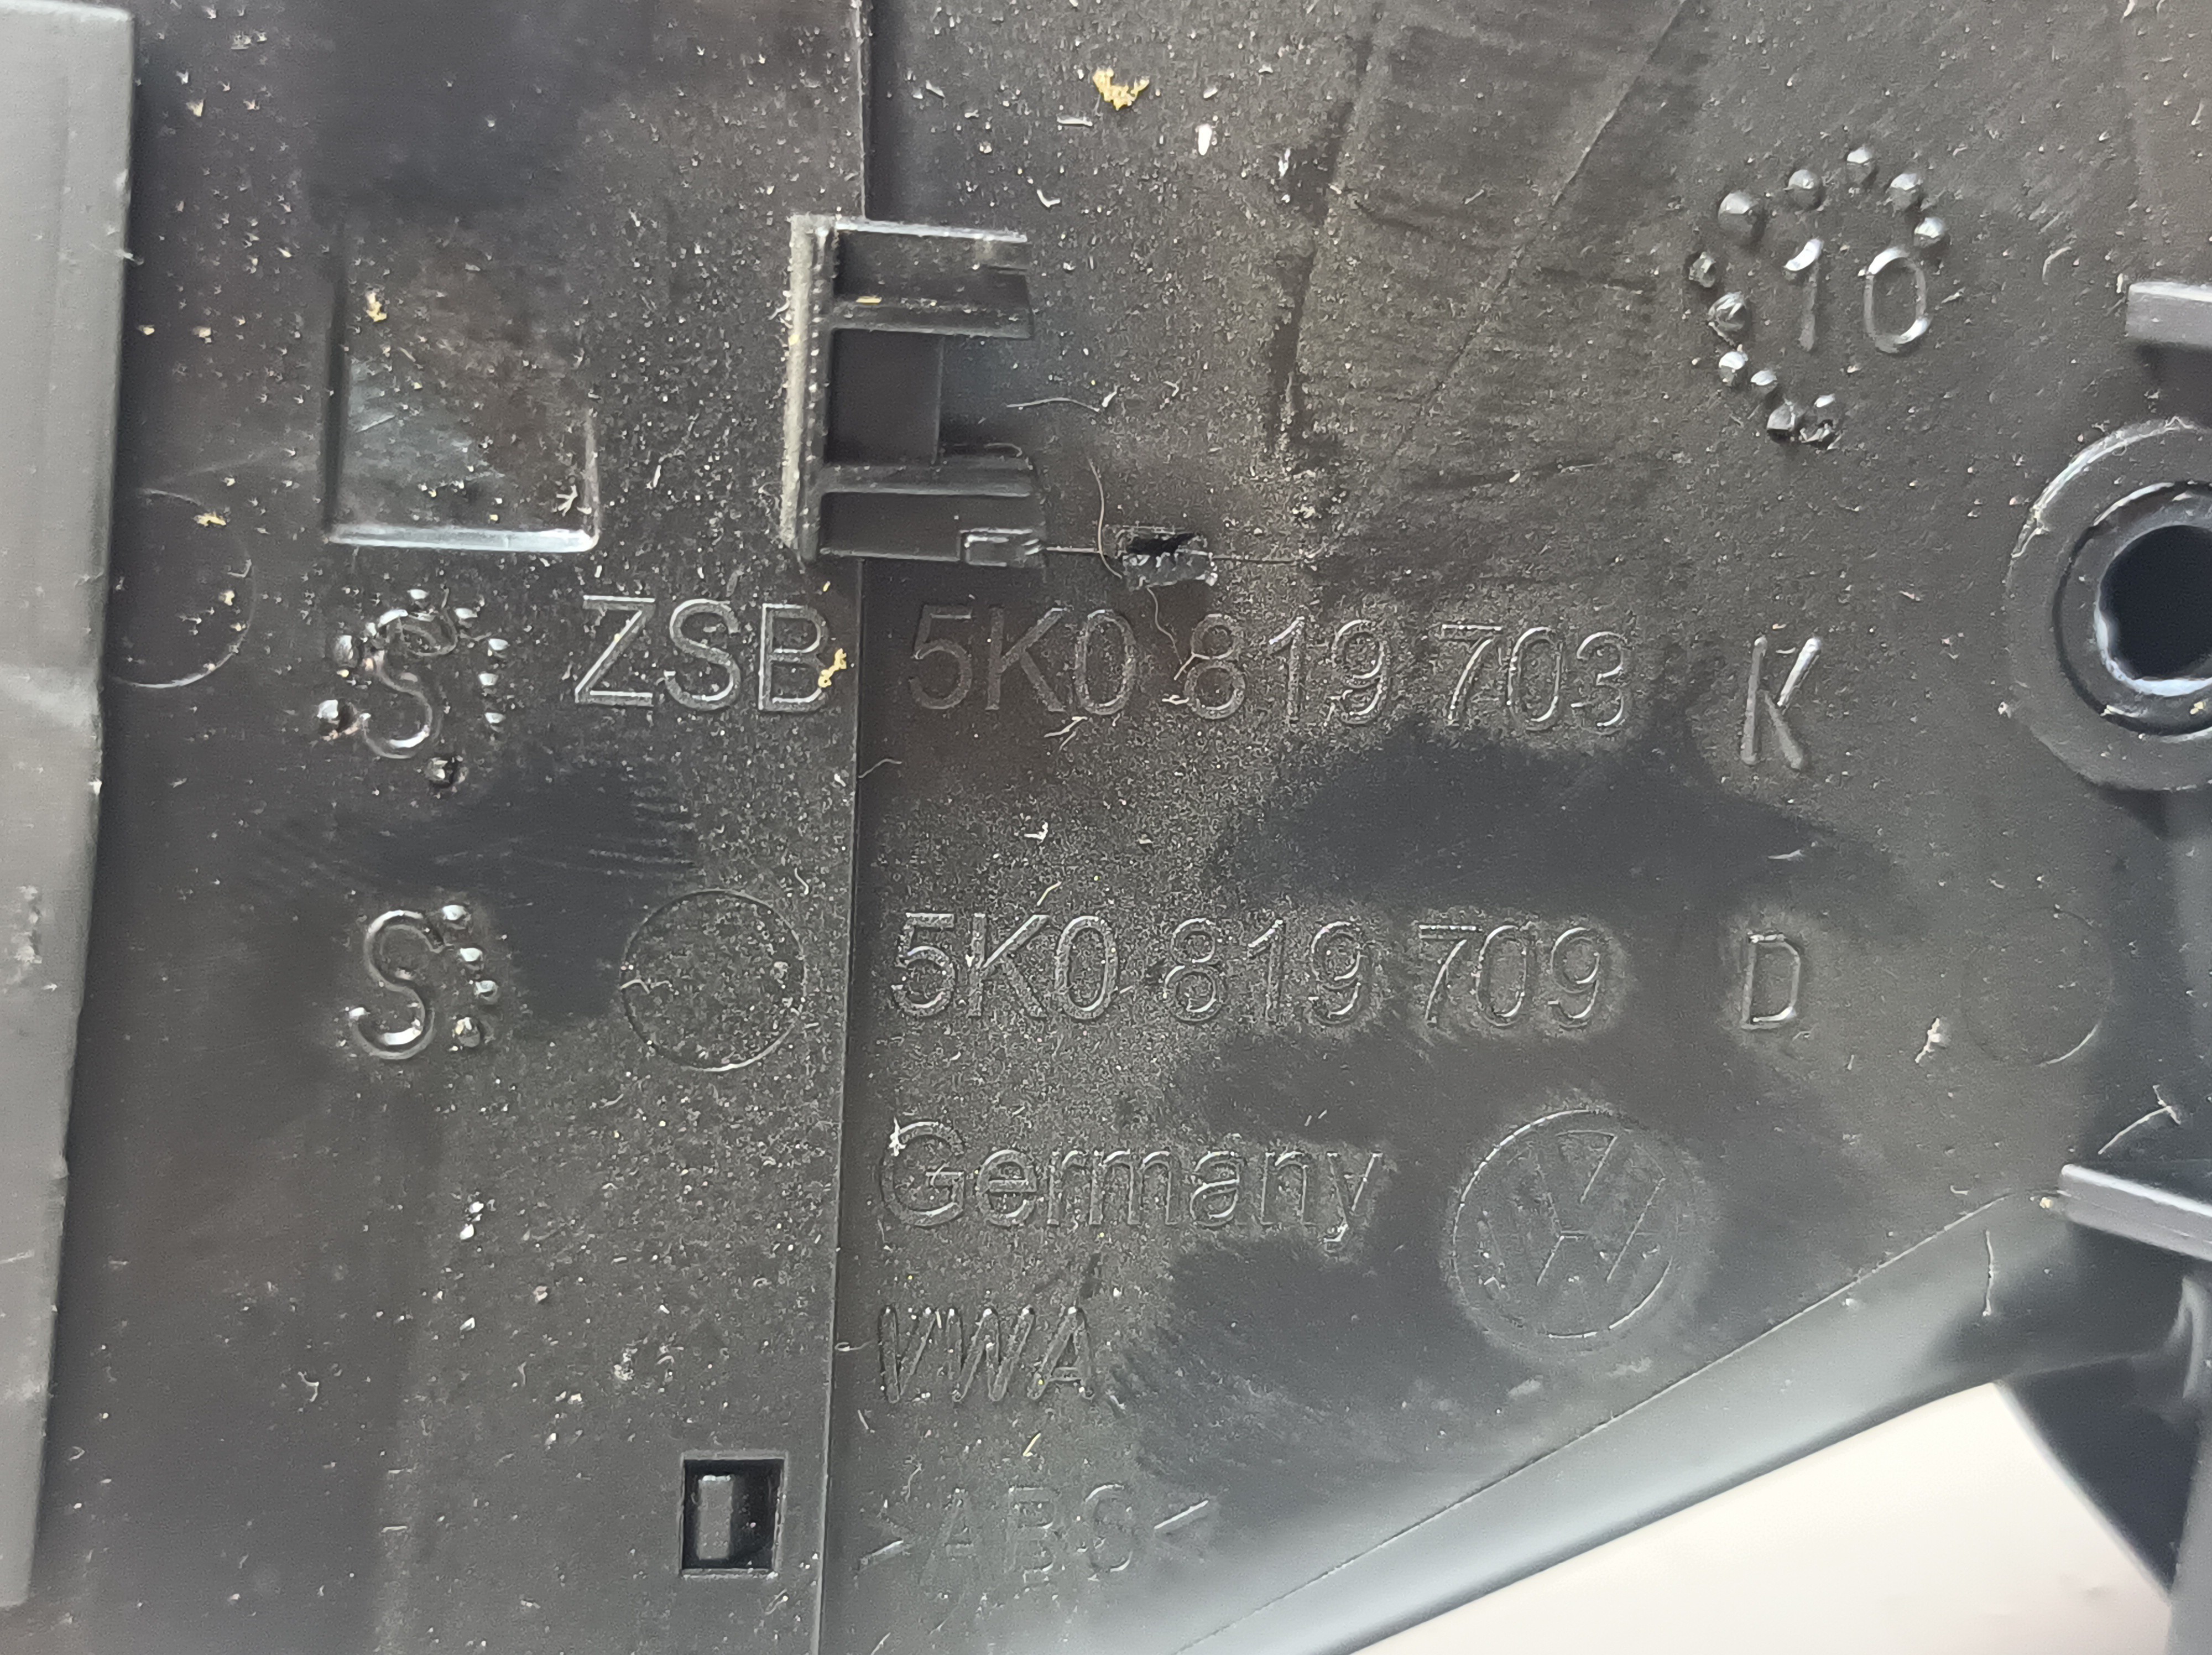 10
S ZSB 5K0 819 703 K
S 5K0 819 709 D
Germany
VWA
>ABS<